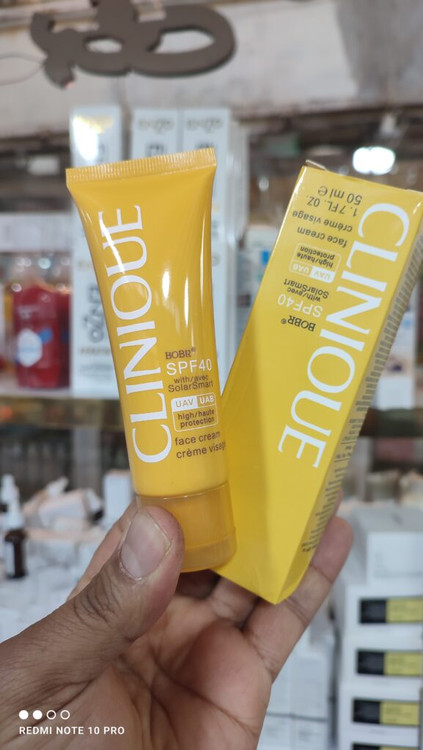 CLINIQUE
BOBR®
SPF40
with/avec
SolarSmart
UAV UAB
high/haute
protection
face cream
crème visage
CLINIQUE
BOBR®
SPF40
with/avec
SolarSmart
UAV UAB
high/haute
protection
face cream
crème visage
1.7FL. OZ.
50 ml ℮
REDMI NOTE 10 PRO